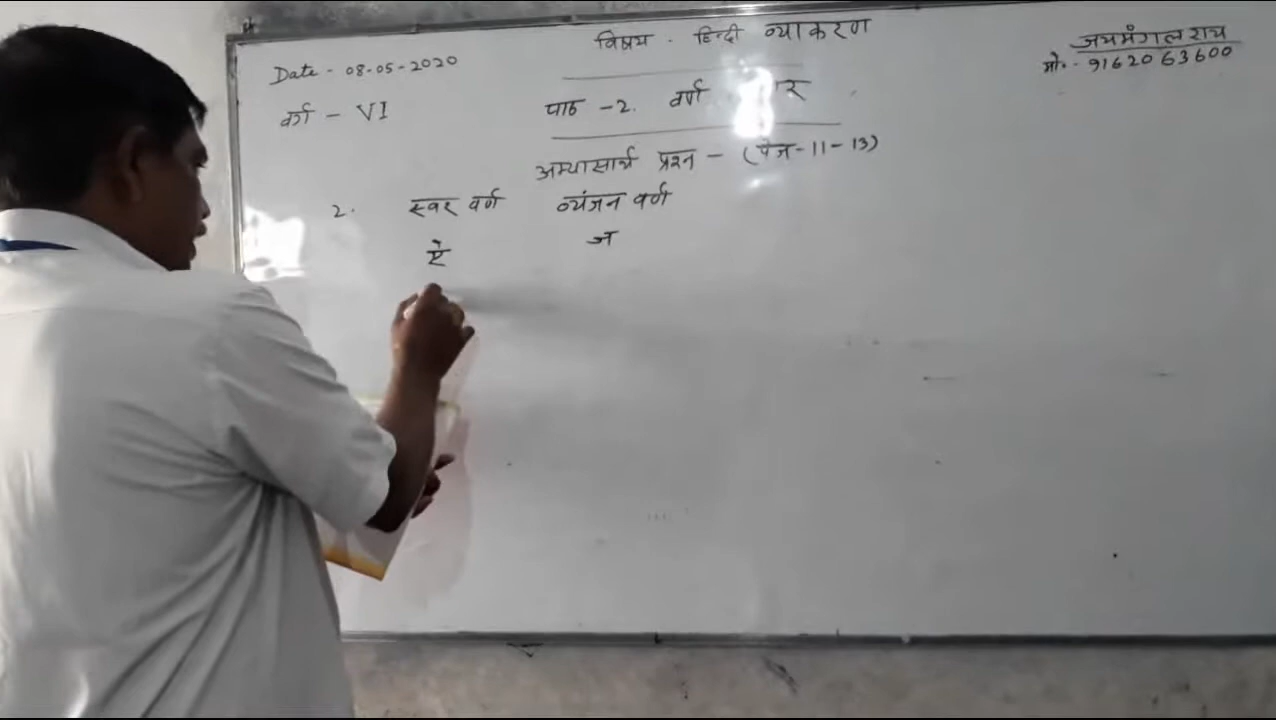 विषय - हिन्दी व्याकरण
Date - 08-05-2020
जयमंगल राय
मो॰ - 9162063600
वर्ग - VI
पाठ - 2. वर्ण
अभ्यासार्थ प्रश्न - (पेज - 11 - 13)
2. स्वर वर्ण व्यंजन वर्ण
ऐ ज